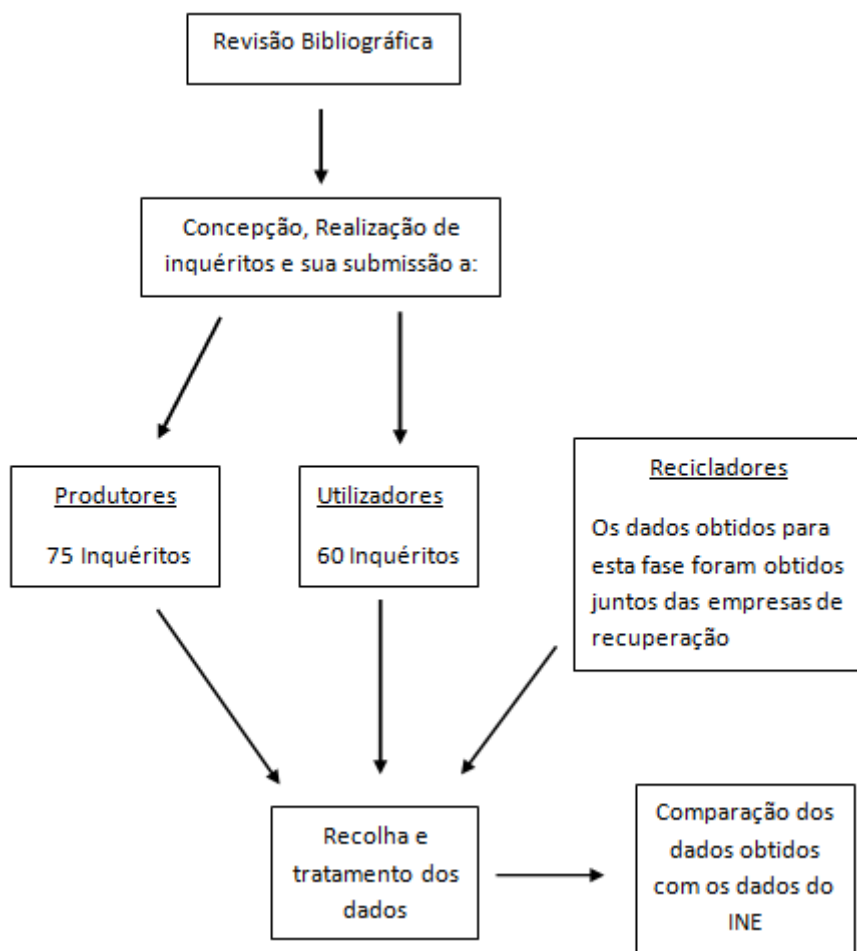 Revisão Bibliográfica
Concepção, Realização de
inquéritos e sua submissão a:
Produtores
75 Inquéritos
Utilizadores
60 Inquéritos
Recicladores
Os dados obtidos para
esta fase foram obtidos
juntos das empresas de
recuperação
Recolha e
tratamento dos
dados
Comparação dos
dados obtidos
com os dados do
INE